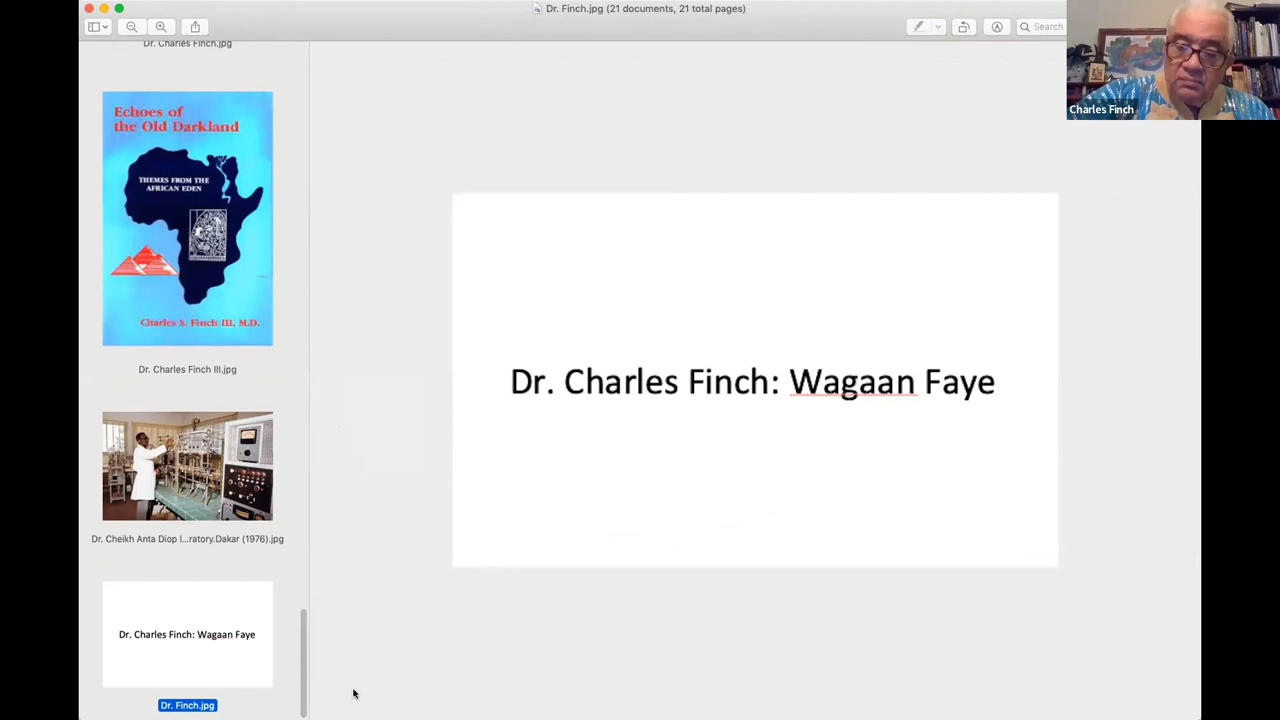 Dr. Finch.jpg (21 documents, 21 total pages)
Search
Charles Finch
Dr. Charles Finch.jpg
Echoes of
the Old Darkland
THEMES FROM THE
AFRICAN EDEN
Charles S. Finch III, M.D.
Dr. Charles Finch III.jpg
Dr. Cheikh Anta Diop l...ratory.Dakar (1976).jpg
Dr. Charles Finch: Wagaan Faye
Dr. Finch.jpg
Dr. Charles Finch: Wagaan Faye